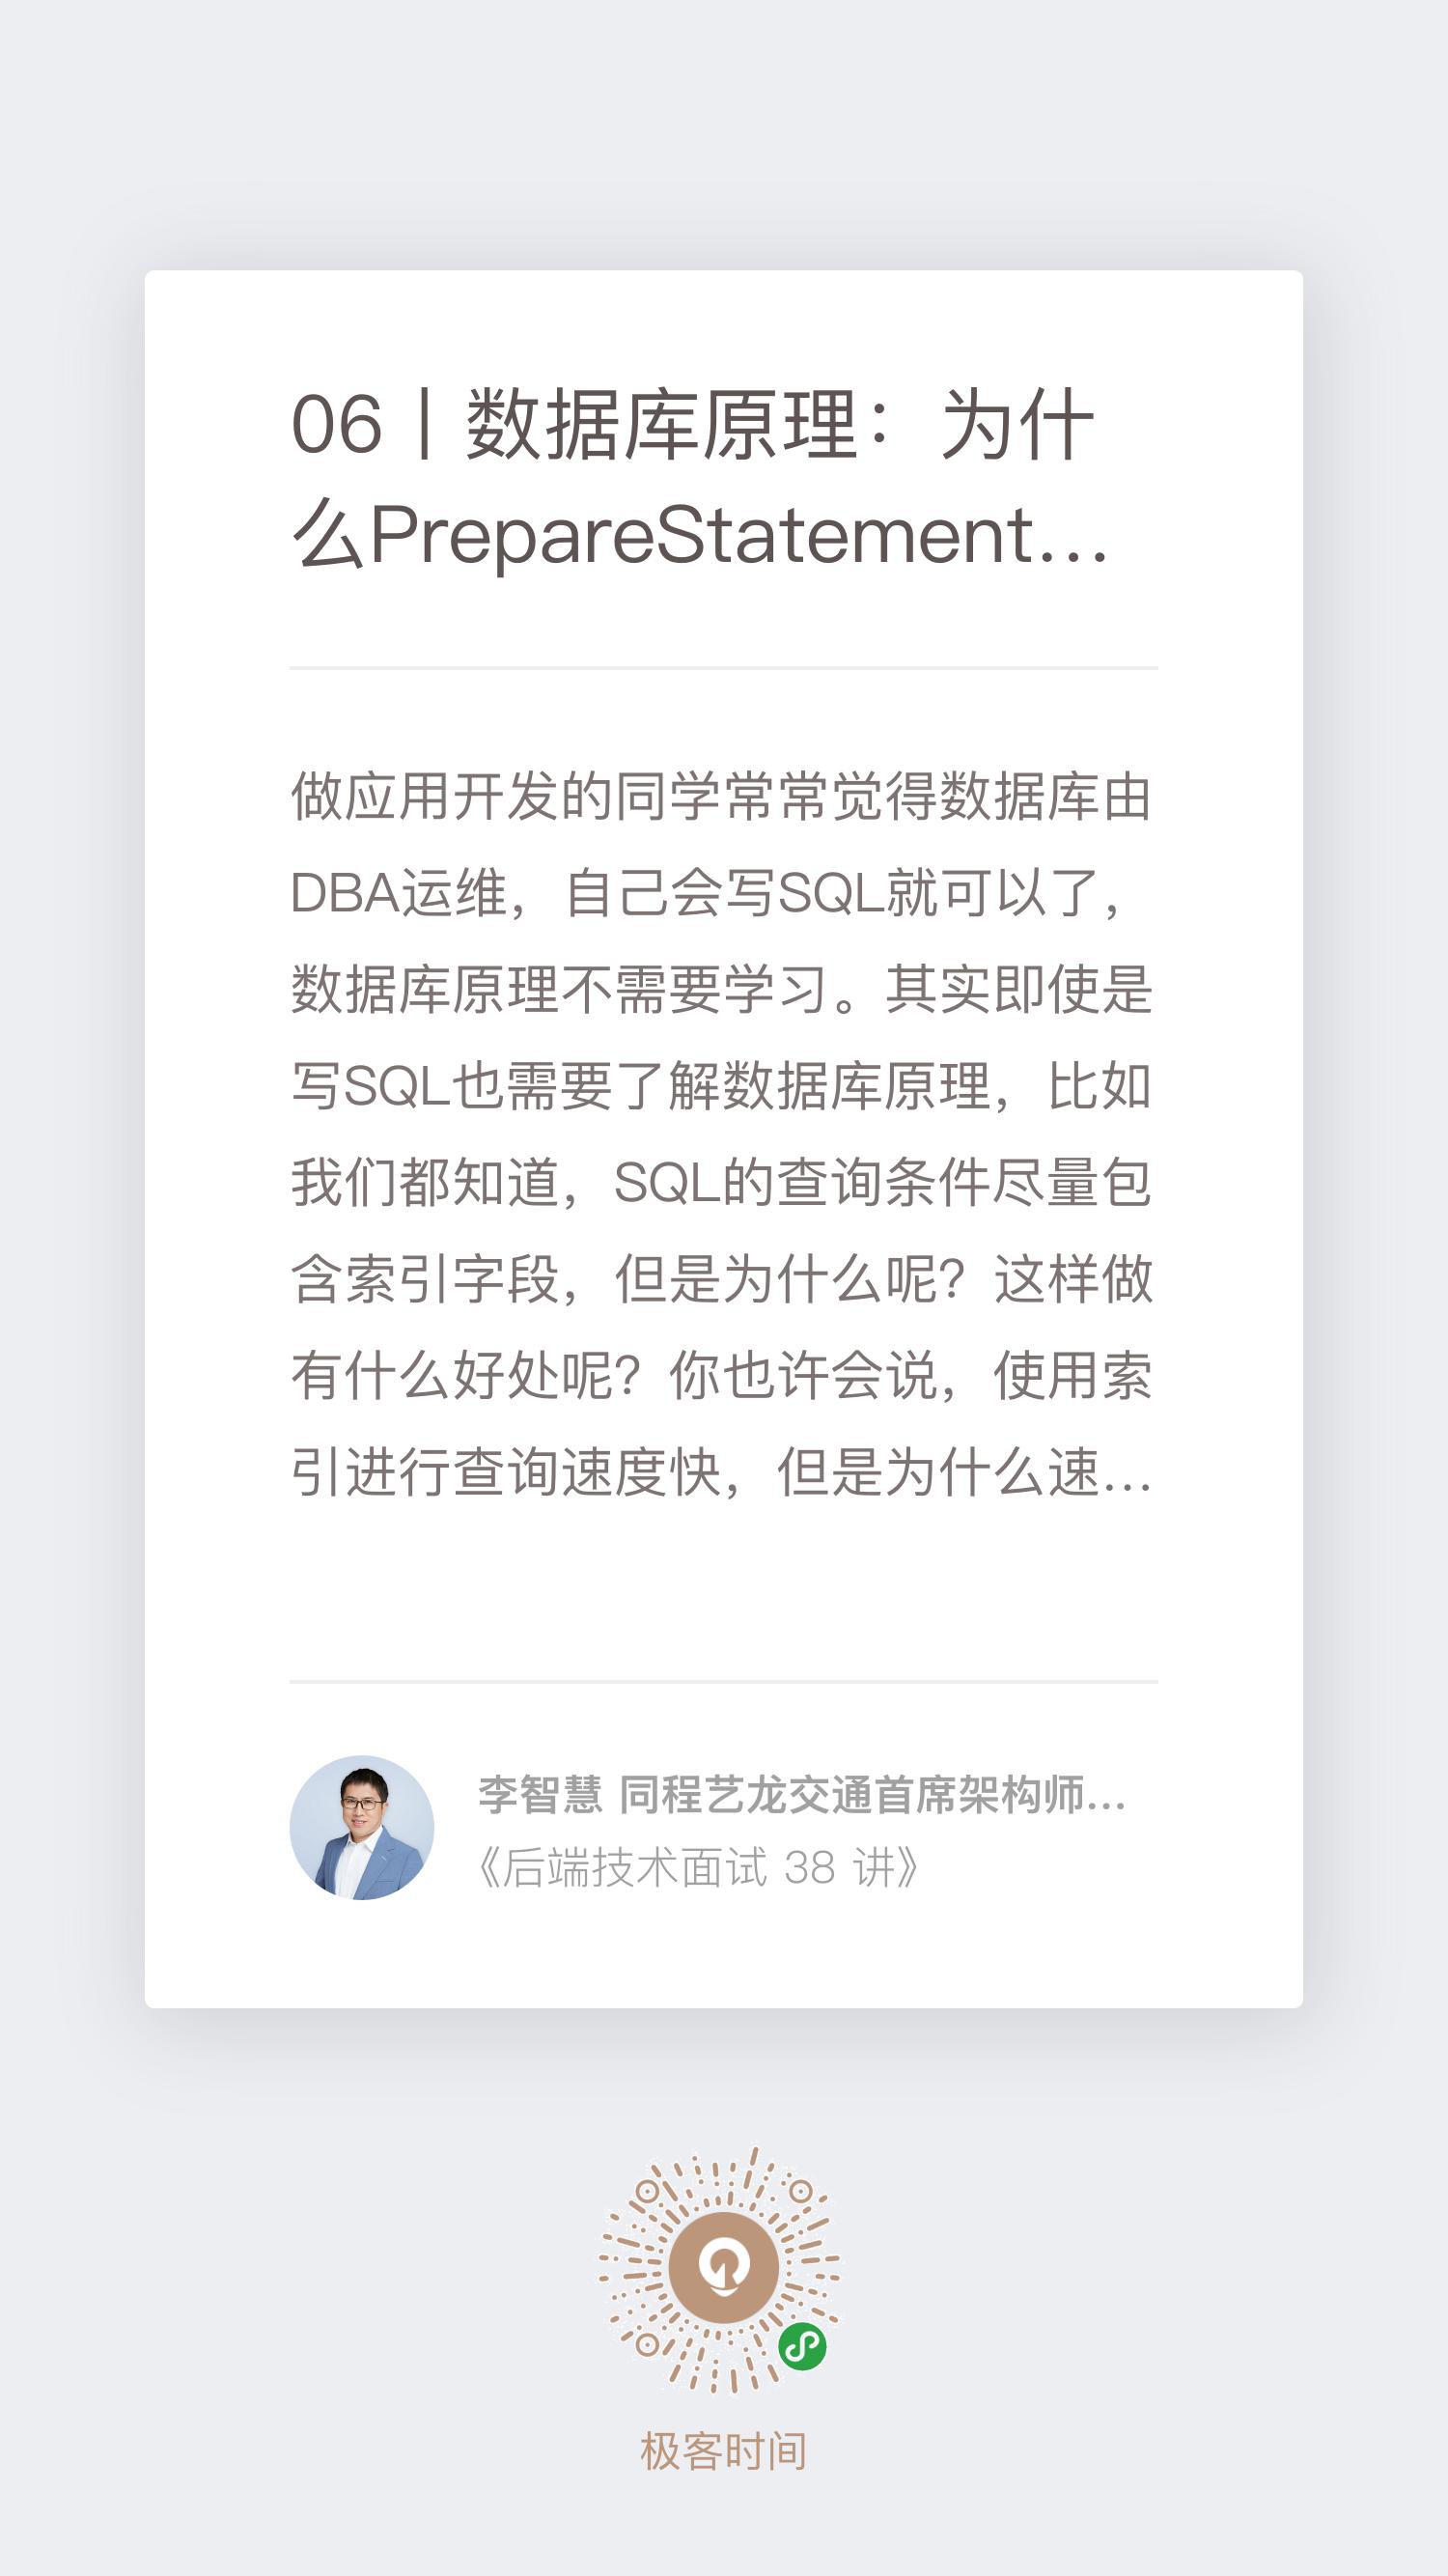 06丨数据库原理：为什
么PrepareStatement…
做应用开发的同学常常觉得数据库由
DBA运维，自己会写SQL就可以了，
数据库原理不需要学习。其实即使是
写SQL也需要了解数据库原理，比如
我们都知道，SQL的查询条件尽量包
含索引字段，但是为什么呢？这样做
有什么好处呢？你也许会说，使用索
引进行查询速度快，但是为什么速…
李智慧 同程艺龙交通首席架构师…
《后端技术面试 38 讲》
极客时间